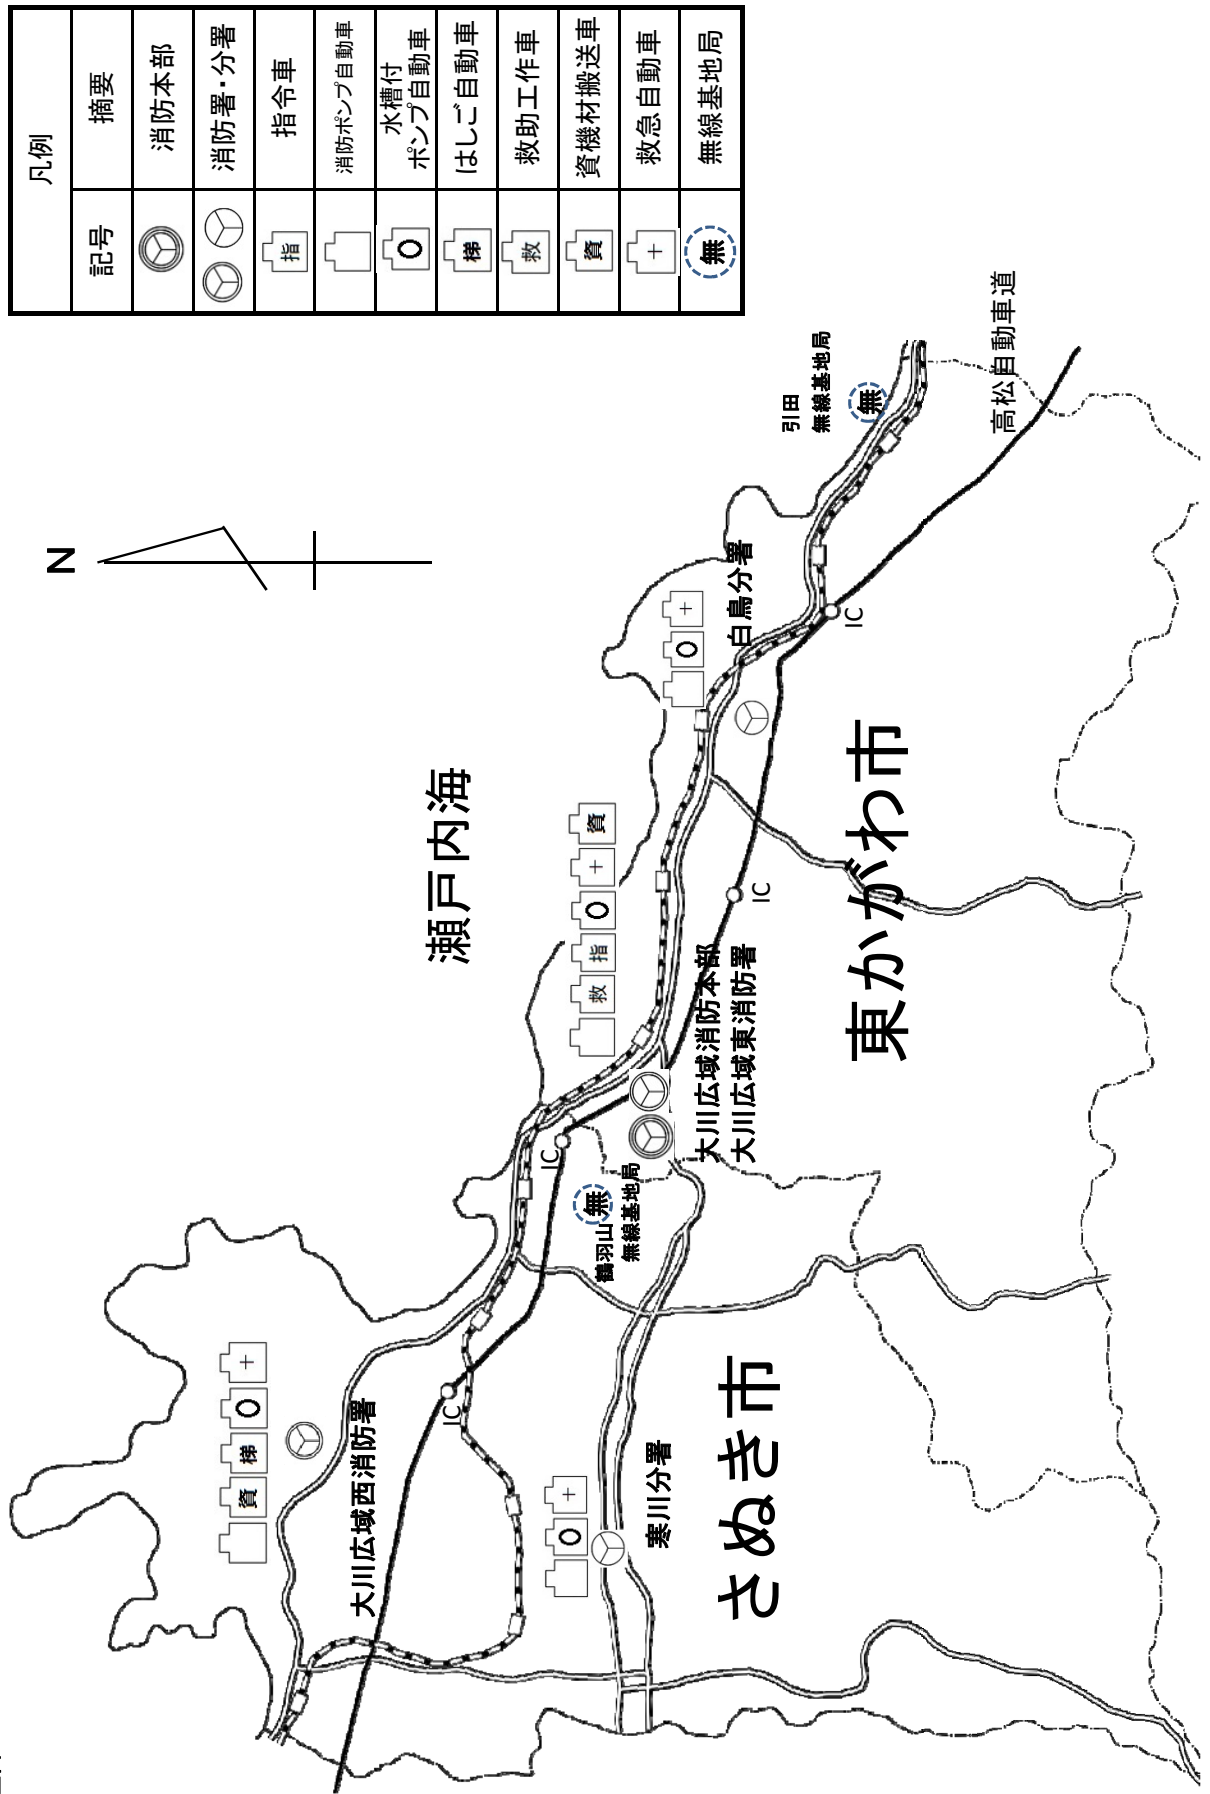 凡例
記号 摘要
消防本部
消防署・分署
指 指令車
消防ポンプ自動車
水槽付
ポンプ自動車
梯 はしご自動車
救 救助工作車
資 資機材搬送車
＋ 救急自動車
無 無線基地局
N
瀬戸内海
資 梯 ＋
大川広域西消防署
IC
＋
寒川分署
さぬき市
IC
無
鶴羽山
無線基地局
救 指 ＋ 資
大川広域消防本部
大川広域東消防署
IC
東かがわ市
＋
白鳥分署
IC
引田
無線基地局
無
高松自動車道